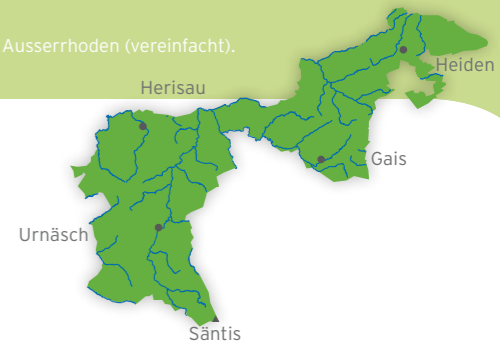 Ausserrhoden (vereinfacht).
Heiden
Herisau
Gais
Urnäsch
Säntis